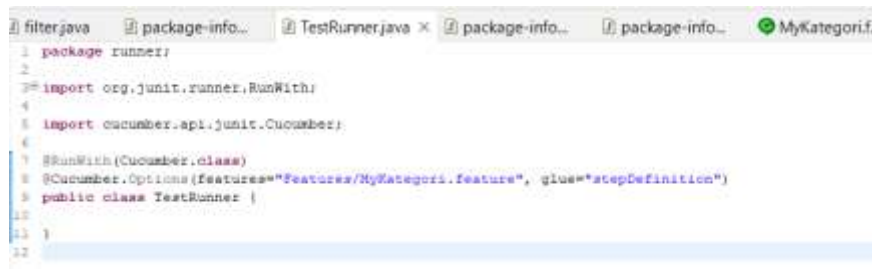 filter.java package-info... TestRunner.java × package-info... package-info... MyKategori.f
1 package runner;
2
3 import org.junit.runner.RunWith;
4
5 import cucumber.api.junit.Cucumber;
6
7 @RunWith(Cucumber.class)
8 @Cucumber.Options(features="Features/MyKategori.feature", glue="stepDefinition")
9 public class TestRunner {
10
11 }
12